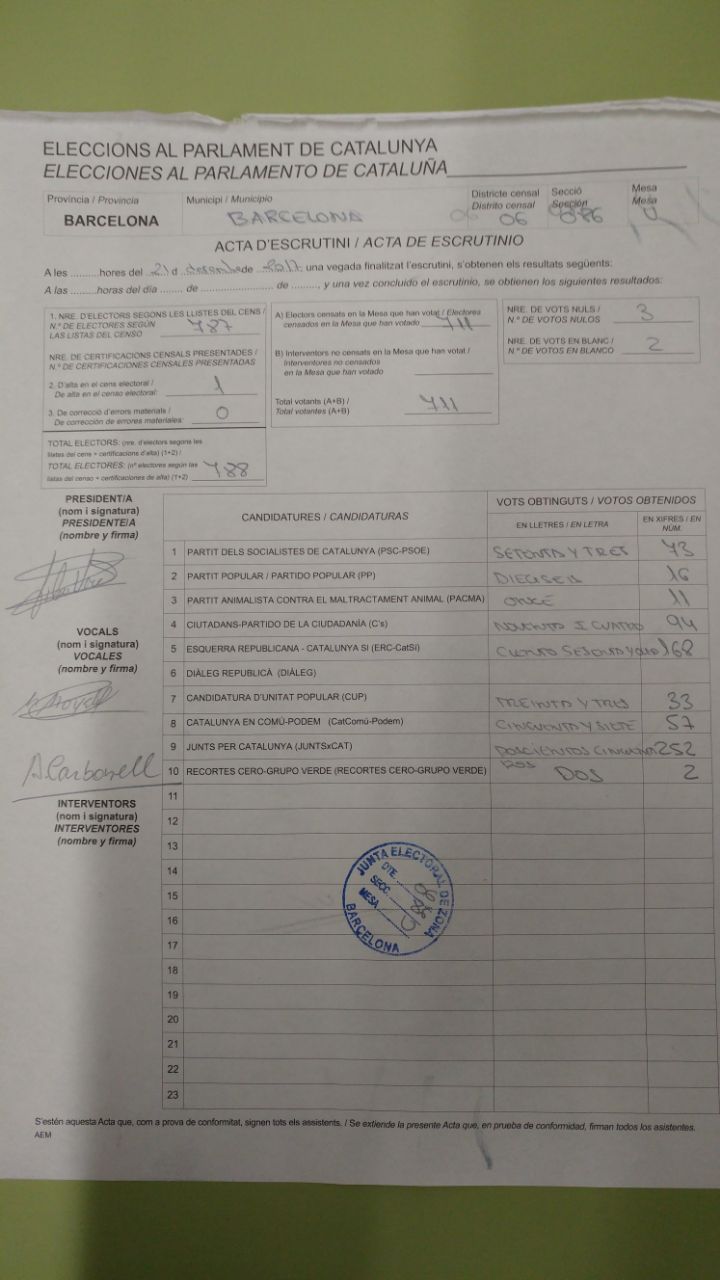 ELECCIONS AL PARLAMENT DE CATALUNYA
ELECCIONES AL PARLAMENTO DE CATALUÑA
Provincia / Provincia
BARCELONA
Municipi / Municipio
BARCELONA
Districte censal
Distrito censal
06
Secció
Sección
086
Mesa
Mesa
U
ACTA D'ESCRUTINI / ACTA DE ESCRUTINIO
A les .........hores del 21 d desembre de 2017 una vegada finalitzat l'escrutini, s'obtenen els resultats següents:
A las .........horas del día ........ de .......................... de ........., y una vez concluido el escrutinio, se obtienen los siguientes resultados:
1. NRE. D'ELECTORS SEGONS LES LLISTES DEL CENS /
N.º DE ELECTORES SEGÚN
LAS LISTAS DEL CENSO
787
NRE. DE CERTIFICACIONS CENSALS PRESENTADES /
N.º DE CERTIFICACIONES CENSALES PRESENTADAS
2. D'alta en el cens electoral /
De alta en el censo electoral:
1
3. De correcció d'errors materials /
De corrección de errores materiales:
0
TOTAL ELECTORS: (nre. d'electors segons les
llistes del cens + certificacions d'alta) (1+2) /
TOTAL ELECTORES: (nº electores según las
listas del censo + certificaciones de alta) (1+2)
788
A) Electors censats en la Mesa que han votat / Electores
censados en la Mesa que han votado
711
B) Interventors no censats en la Mesa que han votat /
Interventores no censados
en la Mesa que han votado
Total votants (A+B) /
Total votantes (A+B)
711
NRE. DE VOTS NULS /
N.º DE VOTOS NULOS
3
NRE. DE VOTS EN BLANC /
N.º DE VOTOS EN BLANCO
2
PRESIDENT/A
(nom i signatura)
PRESIDENTE/A
(nombre y firma)
VOCALS
(nom i signatura)
VOCALES
(nombre y firma)
A. Carbonell
INTERVENTORS
(nom i signatura)
INTERVENTORES
(nombre y firma)
CANDIDATURES / CANDIDATURAS
VOTS OBTINGUTS / VOTOS OBTENIDOS
EN LLETRES / EN LETRA
EN XIFRES / EN NÚM.
1 PARTIT DELS SOCIALISTES DE CATALUNYA (PSC-PSOE) SETENTA Y TRES 73
2 PARTIT POPULAR / PARTIDO POPULAR (PP) DIECISEIS 16
3 PARTIT ANIMALISTA CONTRA EL MALTRACTAMENT ANIMAL (PACMA) ONCE 11
4 CIUTADANS-PARTIDO DE LA CIUDADANÍA (C's) NOVENTA I CUATRO 94
5 ESQUERRA REPUBLICANA - CATALUNYA SI (ERC-CatSí) CIENTO SESENTA Y OCHO 168
6 DIÀLEG REPUBLICÀ (DIÀLEG)
7 CANDIDATURA D'UNITAT POPULAR (CUP) TREINTA Y TRES 33
8 CATALUNYA EN COMÚ-PODEM (CatComú-Podem) CINCUENTA Y SIETE 57
9 JUNTS PER CATALUNYA (JUNTSxCAT) DOSCIENTOS CINCUENTA DOS 252
10 RECORTES CERO-GRUPO VERDE (RECORTES CERO-GRUPO VERDE) DOS 2
11
12
13
14
15
16
17
18
19
20
21
22
23
JUNTA ELECTORAL DE ZONA
DTE. 06
SECC. 086
MESA U
BARCELONA
S'estén aquesta Acta que, com a prova de conformitat, signen tots els assistents. / Se extiende la presente Acta que, en prueba de conformidad, firman todos los asistentes.
AEM